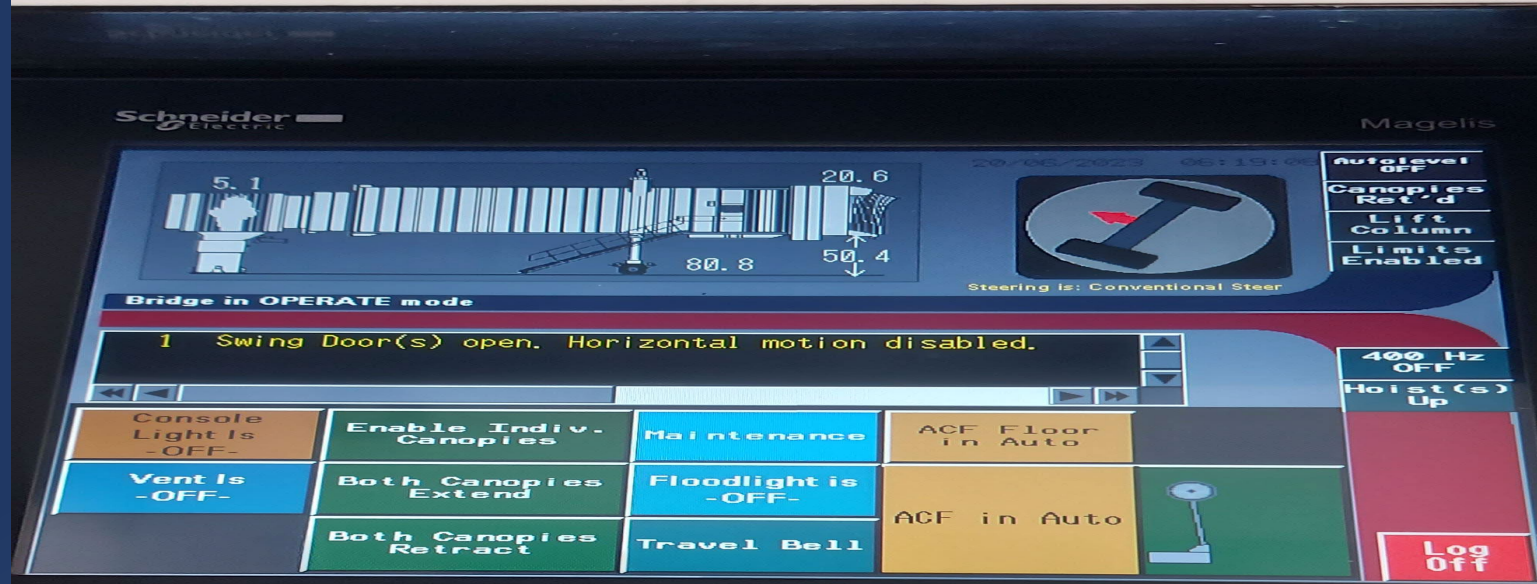 Schneider
Electric
Magelis
5.1
20.6
80.8
50.4
20/06/2023 06:19:08
Steering is: Conventional Steer
Autolevel
OFF
Canopies
Ret'd
Lift
Column
Limits
Enabled
Bridge in OPERATE mode
1 Swing Door(s) open. Horizontal motion disabled.
400 Hz
OFF
Hoist(s)
Up
Console
Light Is
-OFF-
Enable Indiv.
Canopies
Maintenance
ACF Floor
in Auto
Vent Is
-OFF-
Both Canopies
Extend
Floodlight is
-OFF-
ACF in Auto
Both Canopies
Retract
Travel Bell
Log
Off